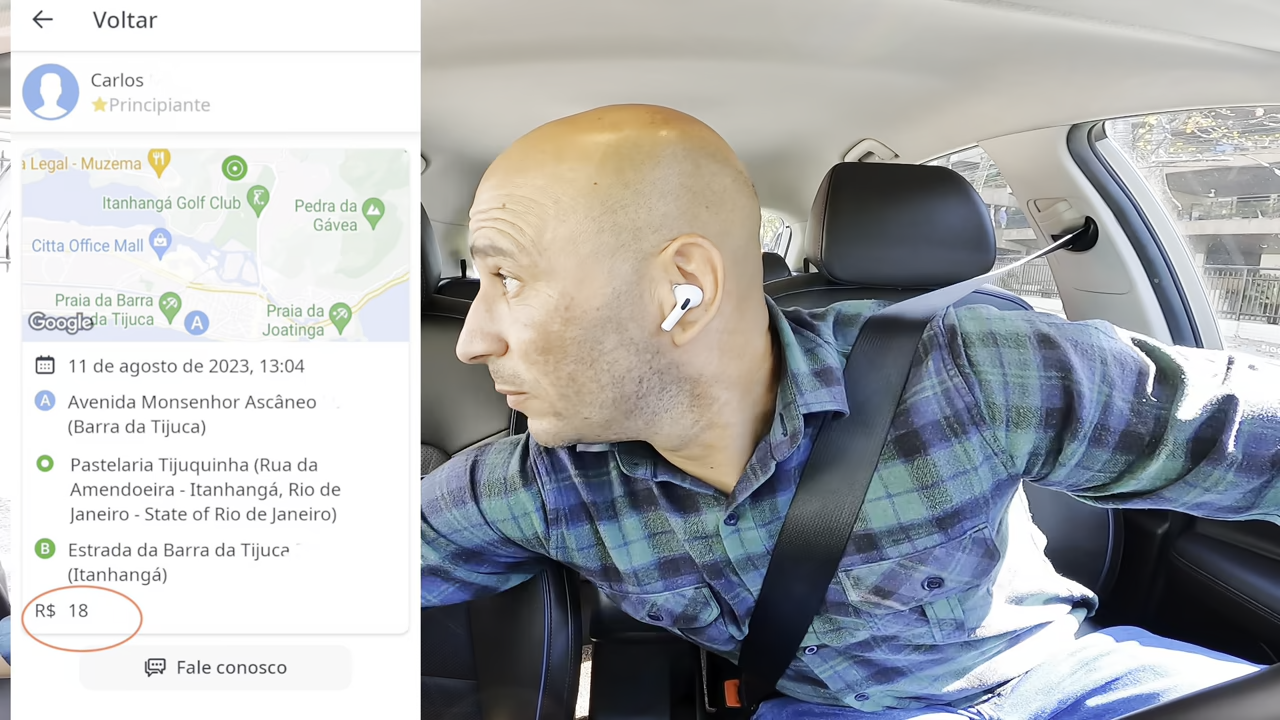 Voltar
Carlos
Principiante
a Legal - Muzema
Itanhangá Golf Club
Pedra da
Gávea
Citta Office Mall
Praia da Barra
da Tijuca
Google
A
Praia da
Joatinga
11 de agosto de 2023, 13:04
A Avenida Monsenhor Ascâneo
(Barra da Tijuca)
Pastelaria Tijuquinha (Rua da
Amendoeira - Itanhangá, Rio de
Janeiro - State of Rio de Janeiro)
B Estrada da Barra da Tijuca
(Itanhangá)
R$ 18
Fale conosco